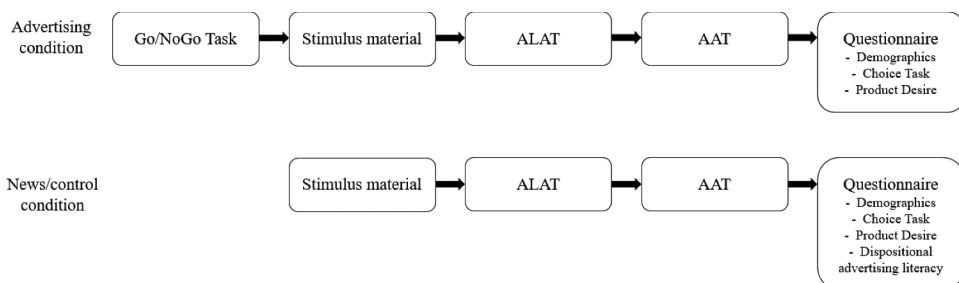 Advertising
condition
Go/NoGo Task
Stimulus material
ALAT
AAT
Questionnaire
- Demographics
- Choice Task
- Product Desire
News/control
condition
Stimulus material
ALAT
AAT
Questionnaire
- Demographics
- Choice Task
- Product Desire
- Dispositional
advertising literacy